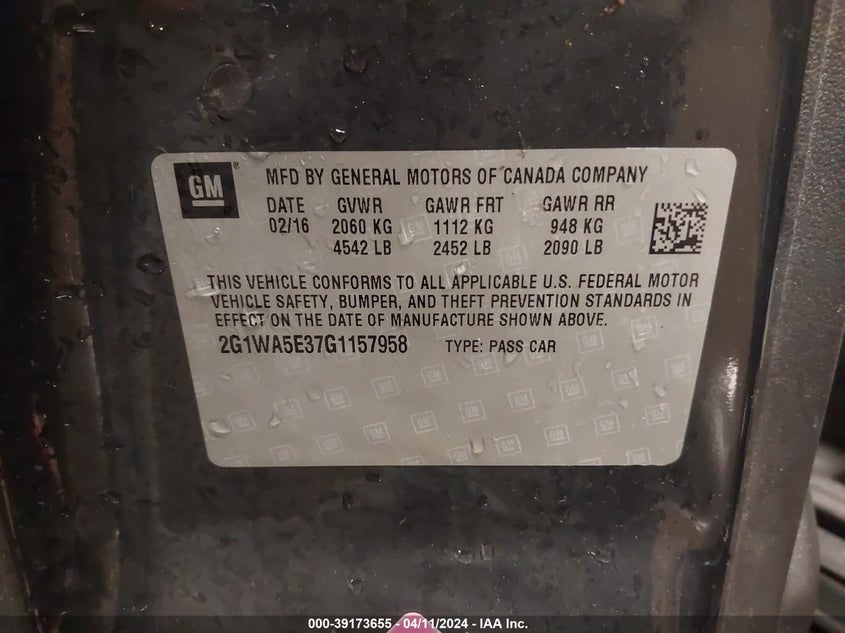 GM ® MFD BY GENERAL MOTORS OF CANADA COMPANY
DATE GVWR GAWR FRT GAWR RR
02/16 2060 KG 1112 KG 948 KG
4542 LB 2452 LB 2090 LB
THIS VEHICLE CONFORMS TO ALL APPLICABLE U.S. FEDERAL MOTOR
VEHICLE SAFETY, BUMPER, AND THEFT PREVENTION STANDARDS IN
EFFECT ON THE DATE OF MANUFACTURE SHOWN ABOVE.
2G1WA5E37G1157958 TYPE: PASS CAR
000-39173655 - 04/11/2024 - IAA Inc.